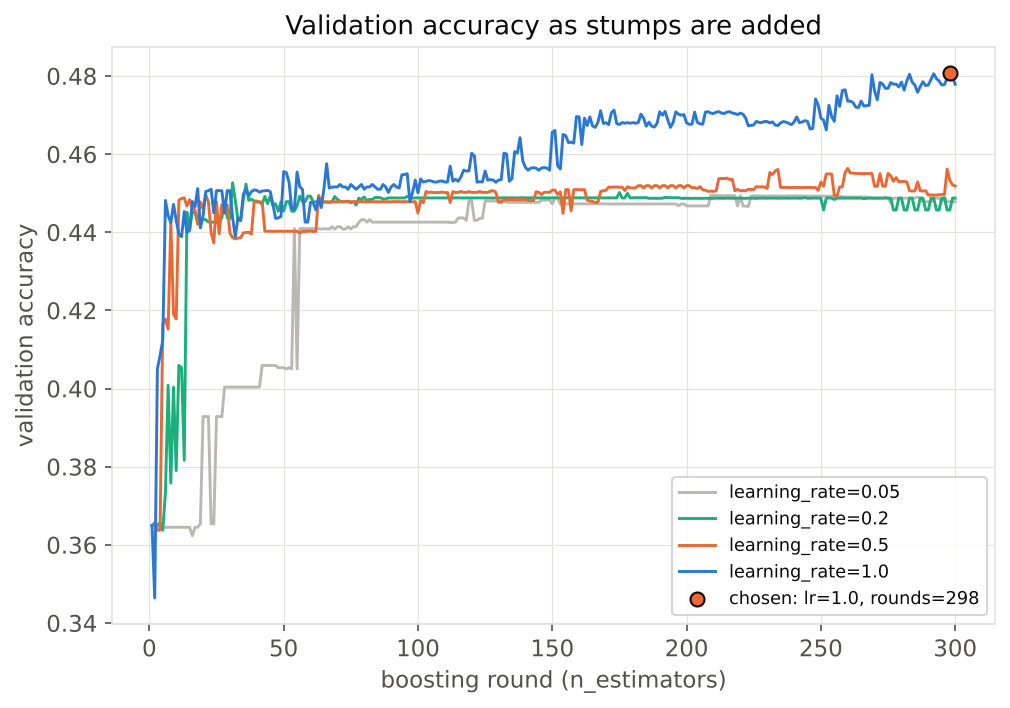 Validation accuracy as stumps are added
validation accuracy
0.48
0.46
0.44
0.42
0.40
0.38
0.36
0.34
0
50
100
150
200
250
300
boosting round (n_estimators)
learning_rate=0.05
learning_rate=0.2
learning_rate=0.5
learning_rate=1.0
chosen: lr=1.0, rounds=298